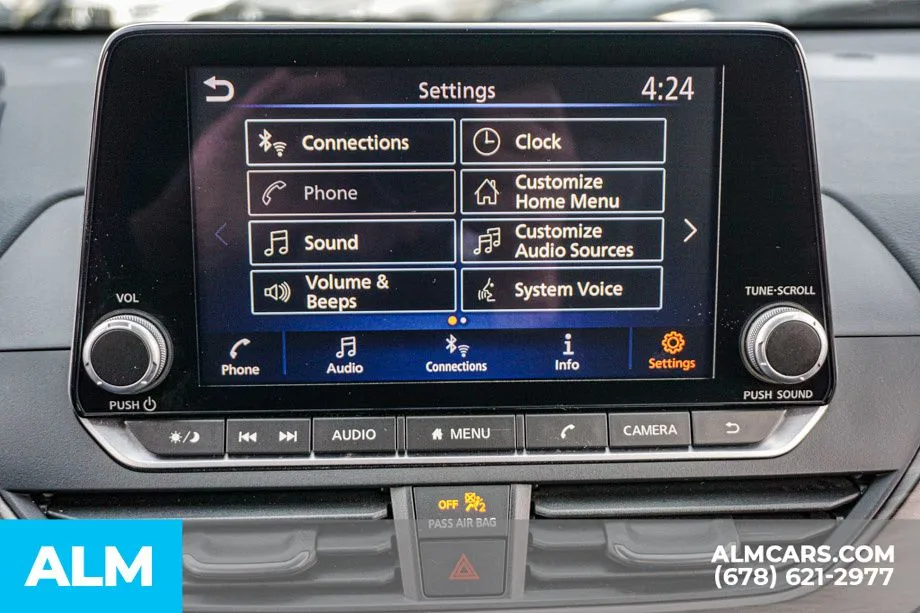 Settings
4:24
Connections
Clock
Phone
Customize
Home Menu
Sound
Customize
Audio Sources
Volume &
Beeps
System Voice
Phone
Audio
Connections
Info
Settings
VOL
PUSH
TUNE·SCROLL
PUSH SOUND
AUDIO
MENU
CAMERA
OFF 2
PASS AIR BAG
ALM
ALMCARS.COM
(678) 621-2977